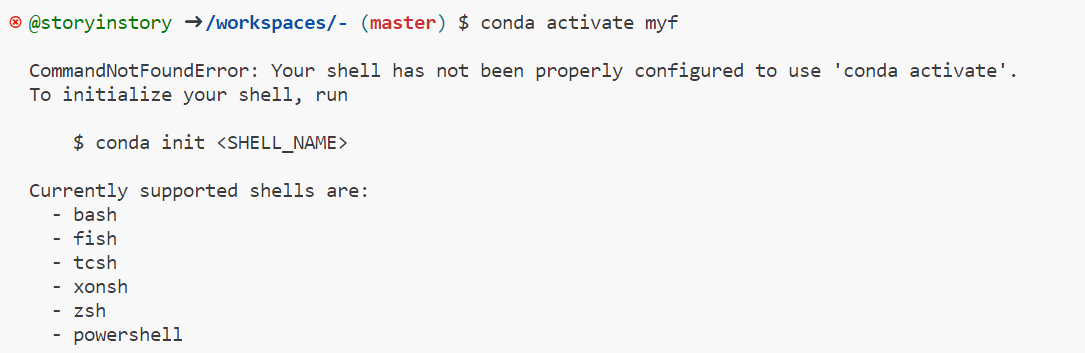 @storyinstory ➜ /workspaces/- (master) $ conda activate myf
CommandNotFoundError: Your shell has not been properly configured to use 'conda activate'.
To initialize your shell, run
$ conda init <SHELL_NAME>
Currently supported shells are:
- bash
- fish
- tcsh
- xonsh
- zsh
- powershell